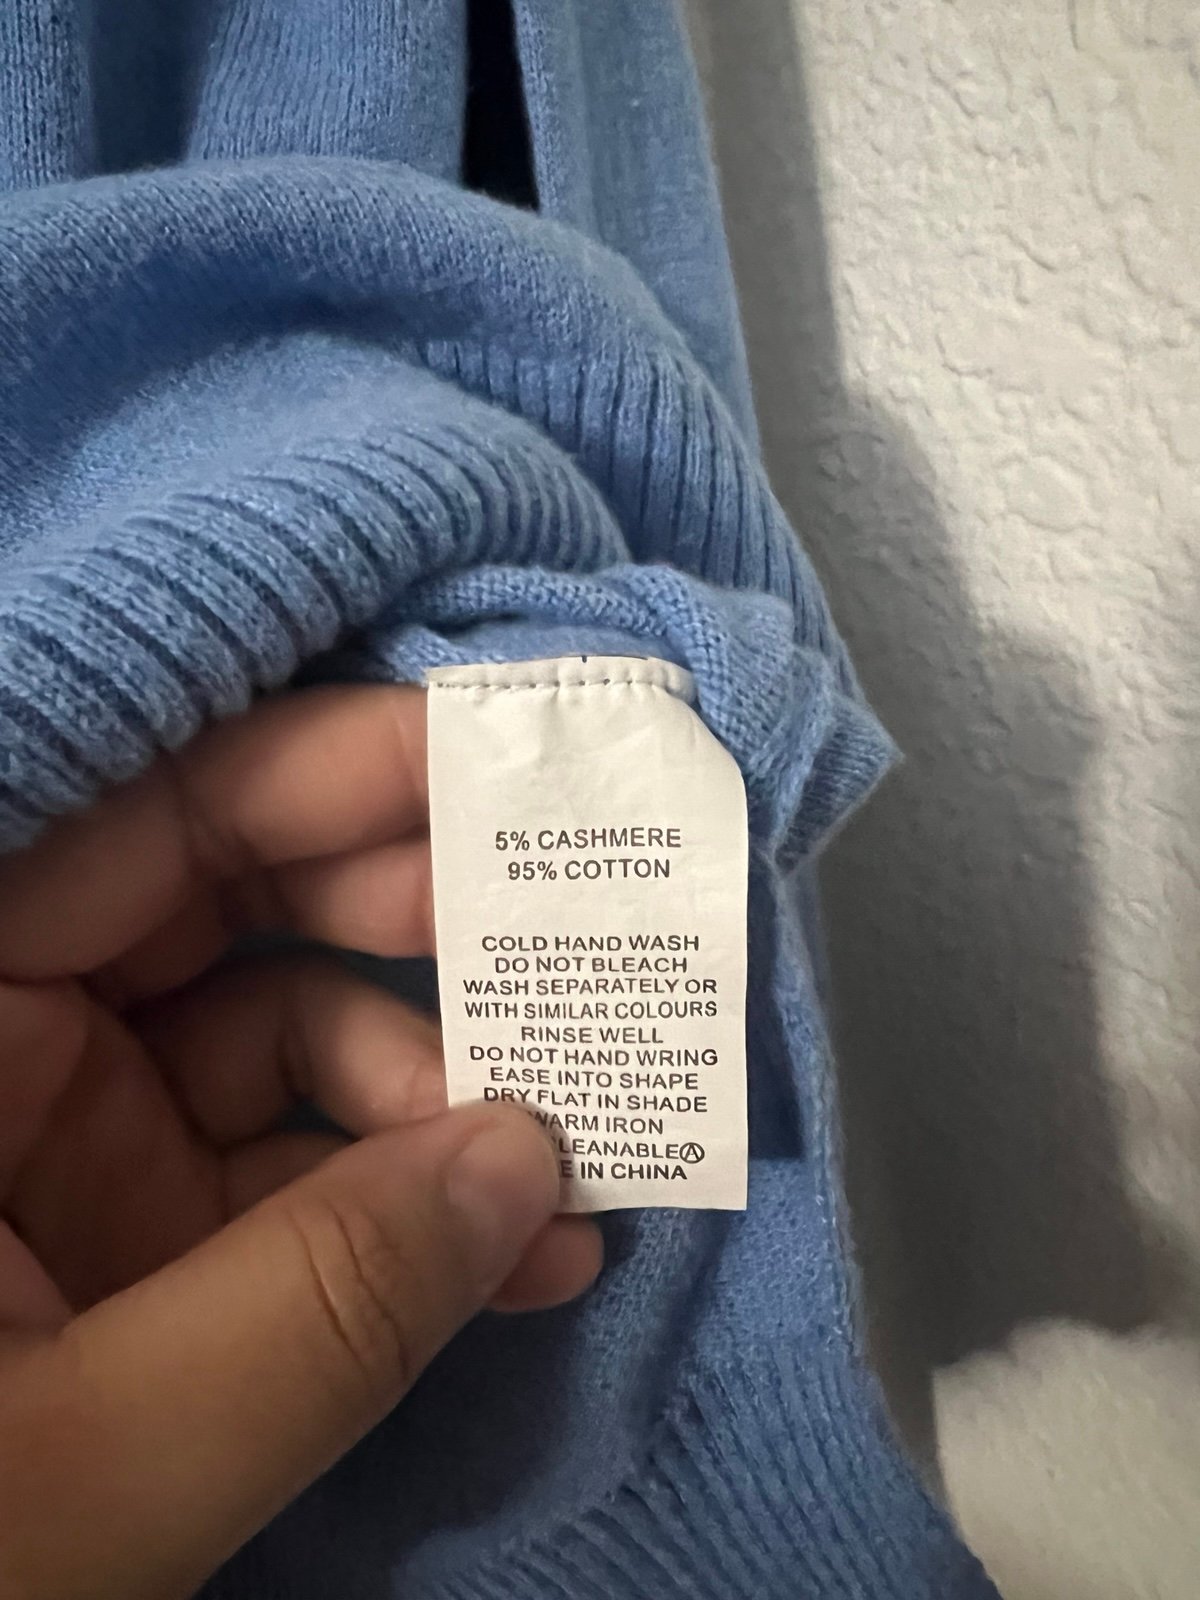 5% CASHMERE
95% COTTON
COLD HAND WASH
DO NOT BLEACH
WASH SEPARATELY OR
WITH SIMILAR COLOURS
RINSE WELL
DO NOT HAND WRING
EASE INTO SHAPE
DRY FLAT IN SHADE
WARM IRON
LEANABLE Ⓐ
E IN CHINA